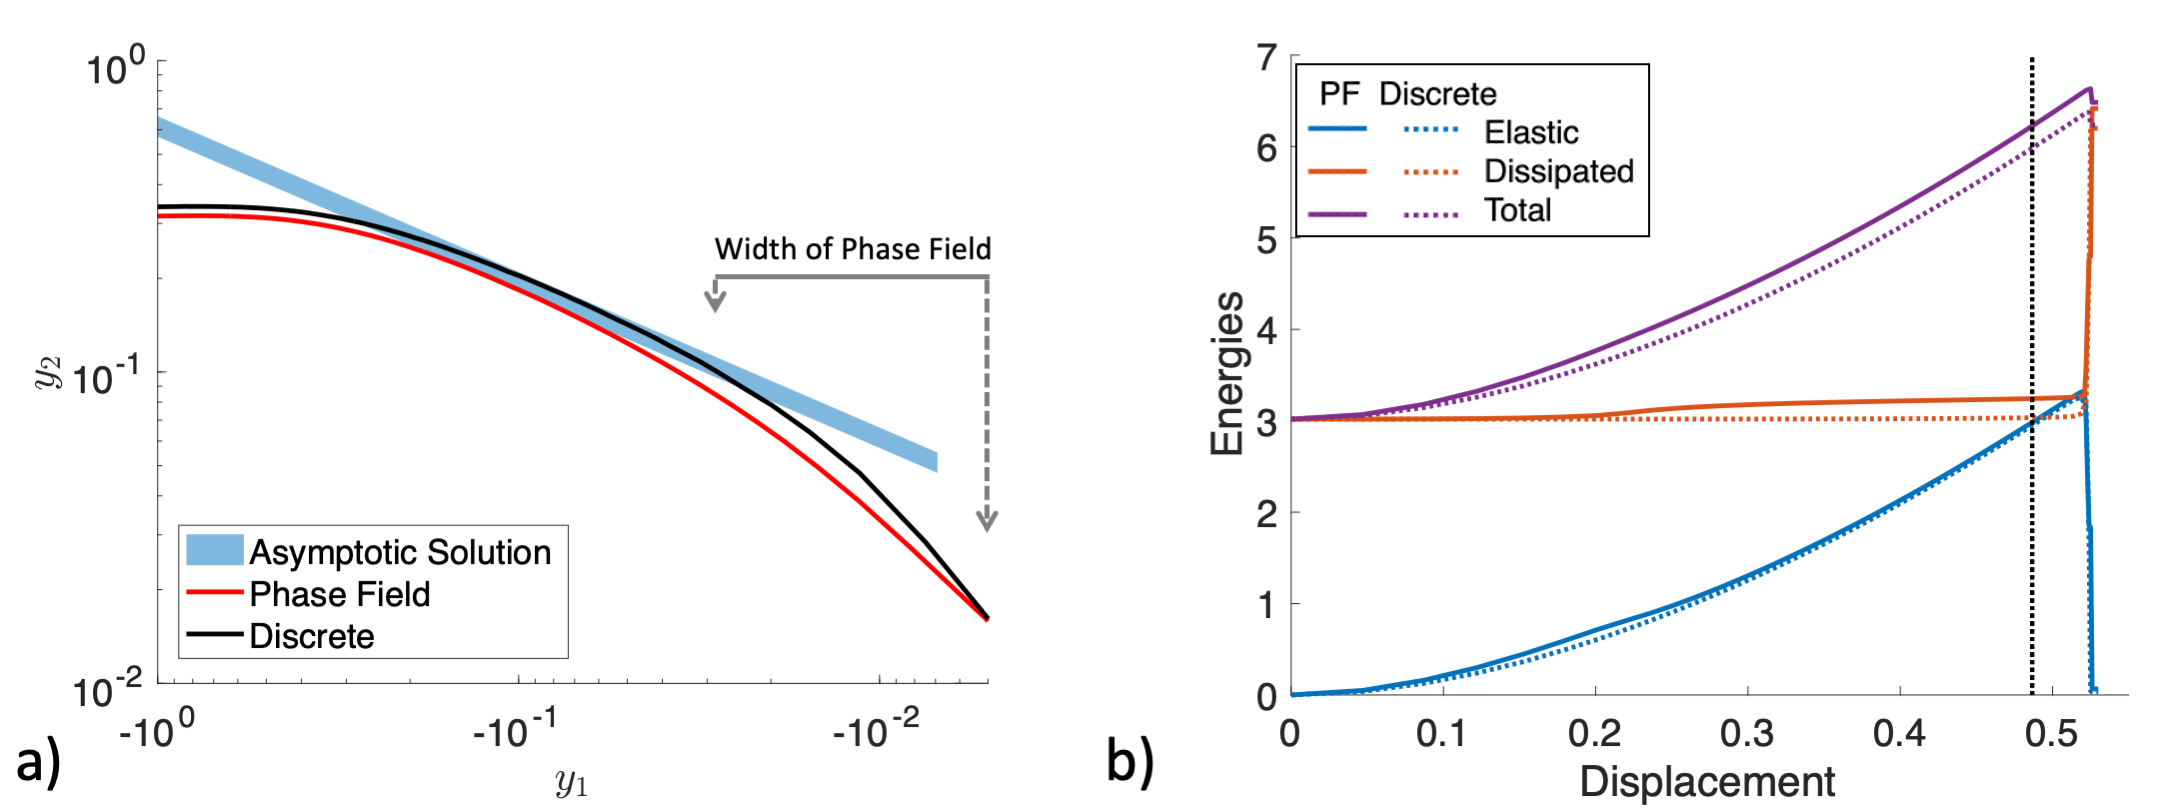 10^0
10^-1
10^-2
y_2
-10^0
-10^-1
-10^-2
y_1
Width of Phase Field
Asymptotic Solution
Phase Field
Discrete
a)
7
6
5
4
3
2
1
0
Energies
PF Discrete
Elastic
Dissipated
Total
0 0.1 0.2 0.3 0.4 0.5
Displacement
b)